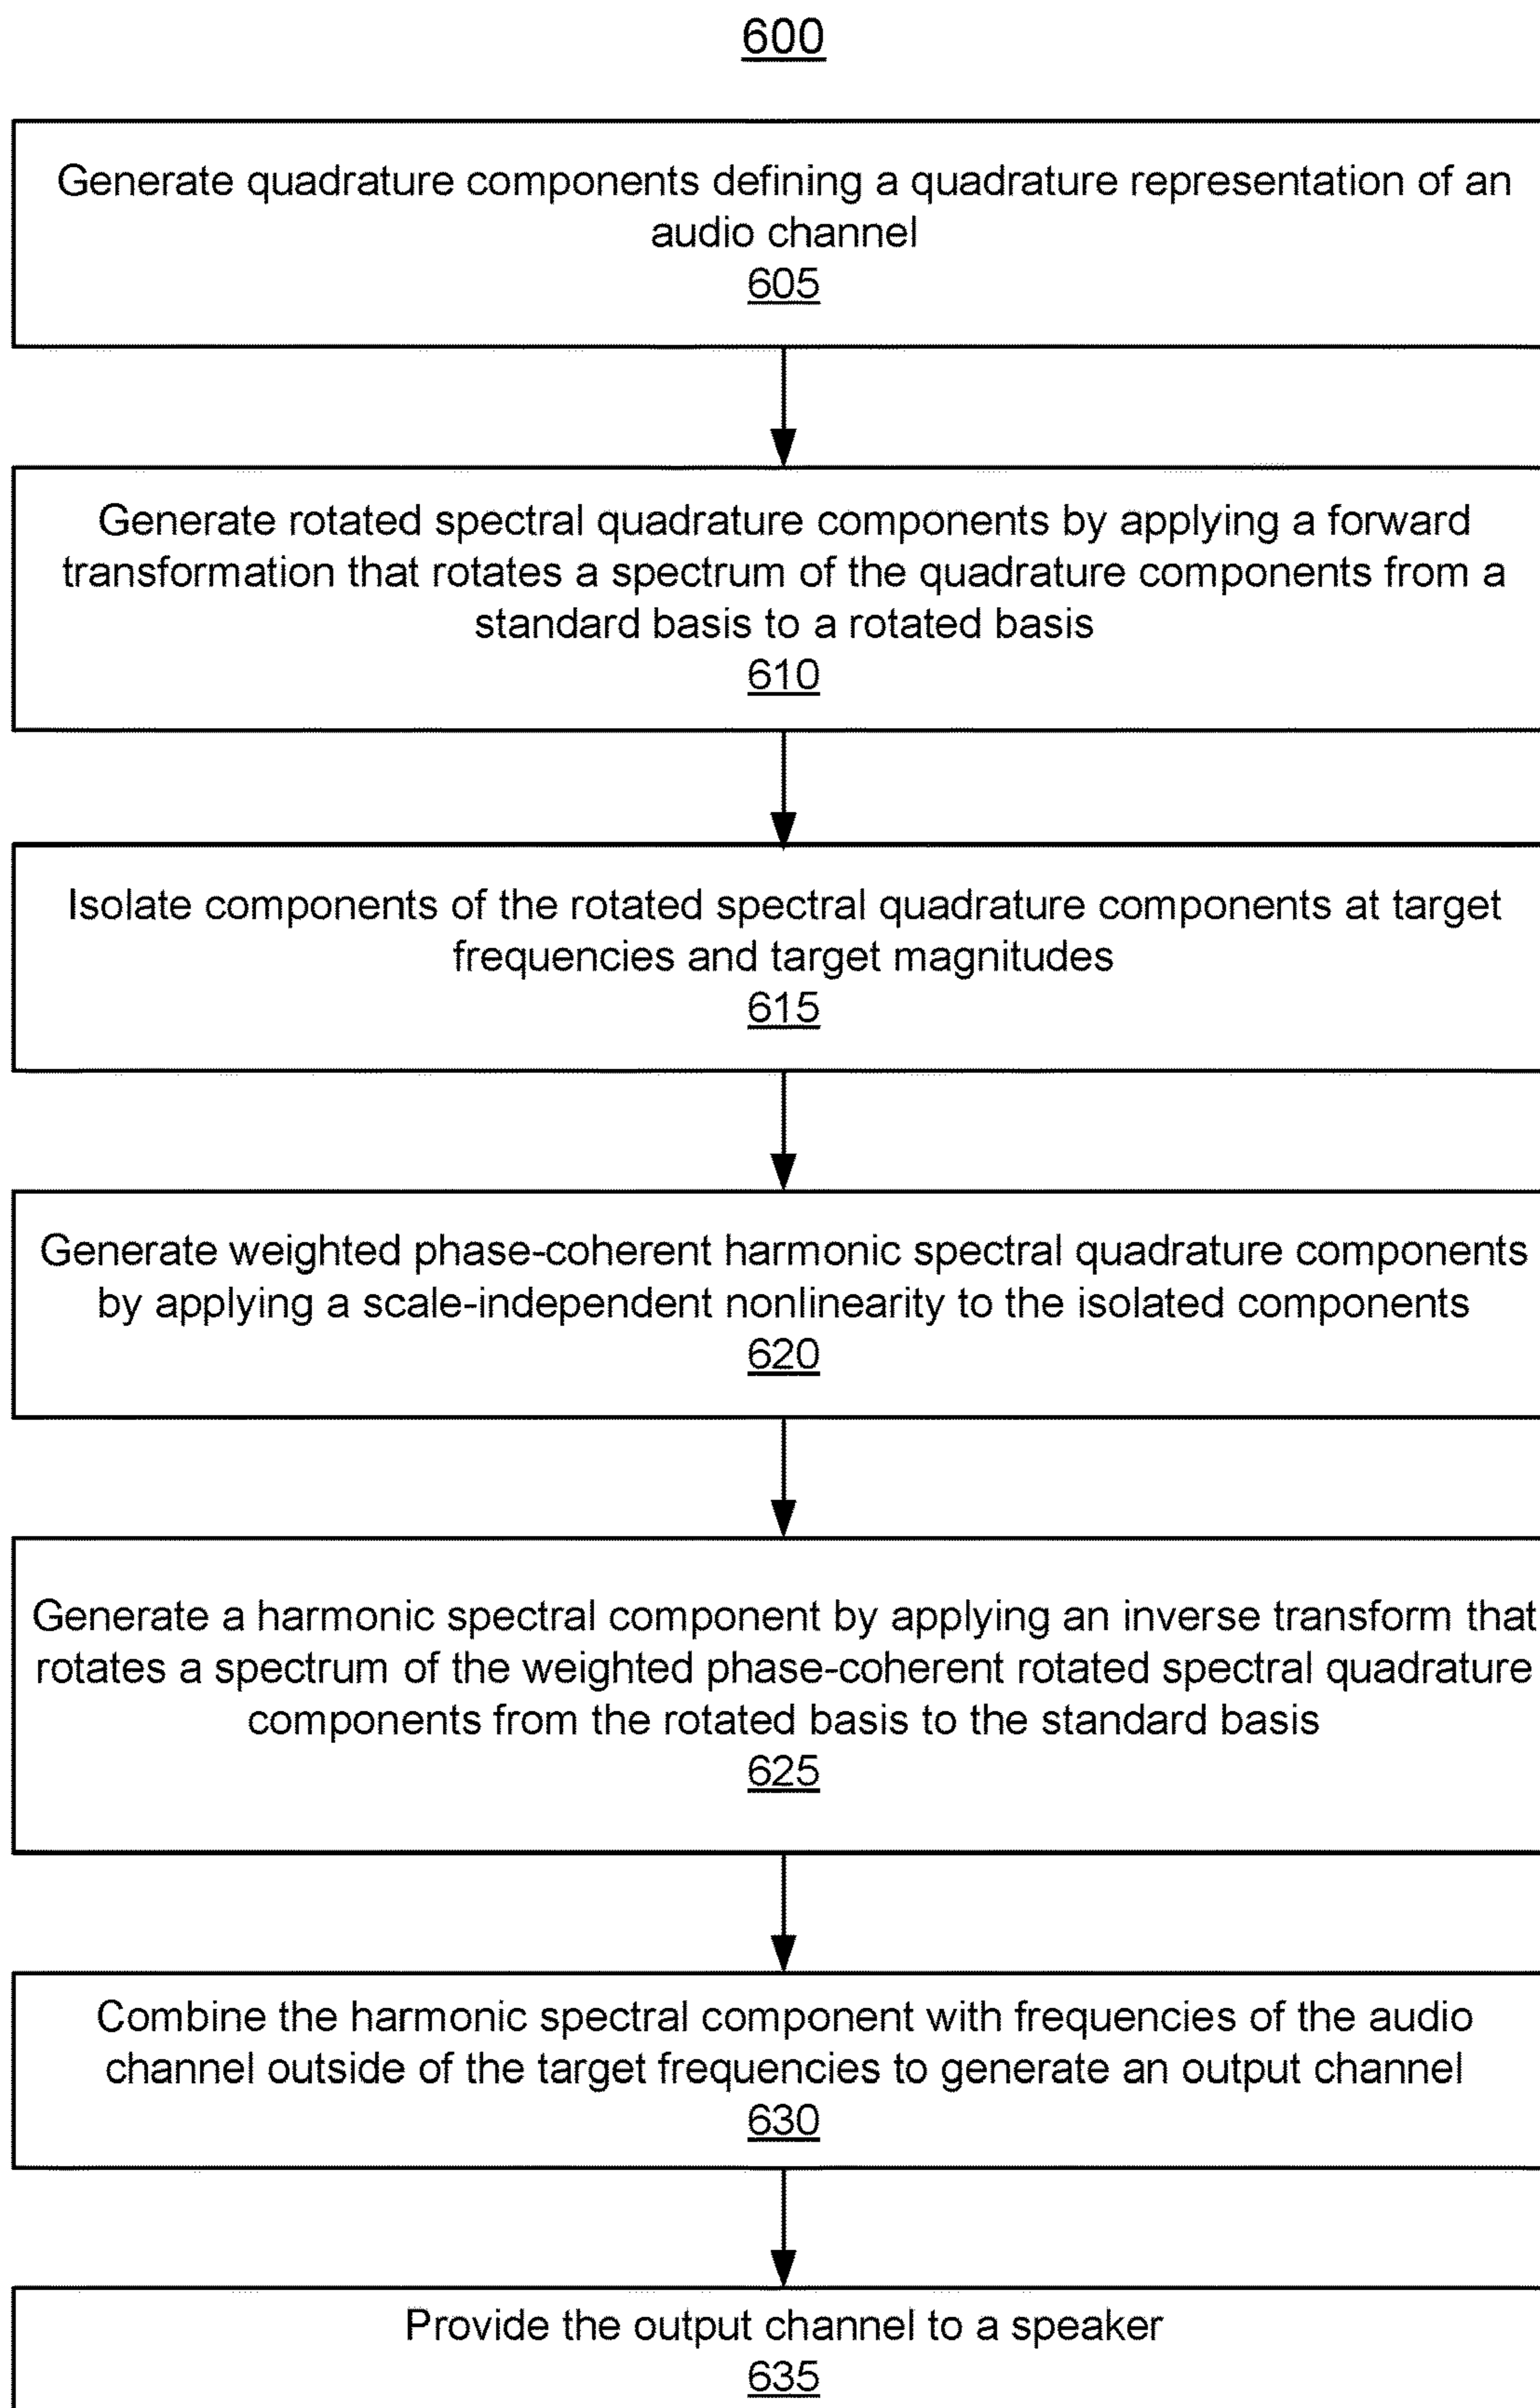 600
Generate quadrature components defining a quadrature representation of an
audio channel
605
Generate rotated spectral quadrature components by applying a forward
transformation that rotates a spectrum of the quadrature components from a
standard basis to a rotated basis
610
Isolate components of the rotated spectral quadrature components at target
frequencies and target magnitudes
615
Generate weighted phase-coherent harmonic spectral quadrature components
by applying a scale-independent nonlinearity to the isolated components
620
Generate a harmonic spectral component by applying an inverse transform that
rotates a spectrum of the weighted phase-coherent rotated spectral quadrature
components from the rotated basis to the standard basis
625
Combine the harmonic spectral component with frequencies of the audio
channel outside of the target frequencies to generate an output channel
630
Provide the output channel to a speaker
635